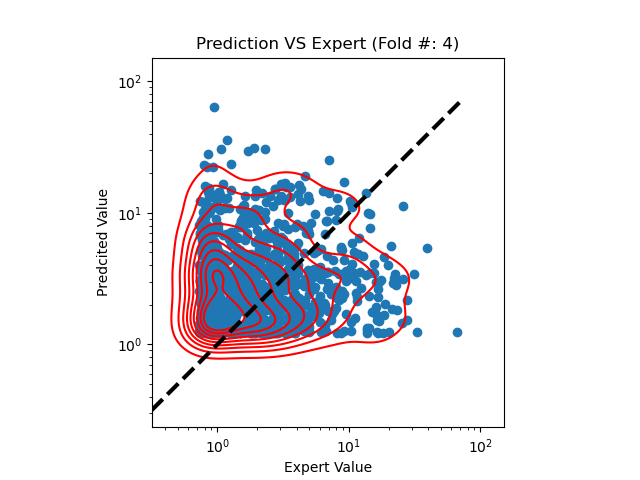 Prediction VS Expert (Fold #: 4)
Predcited Value
10²
10¹
10⁰
10⁰ 10¹ 10²
Expert Value